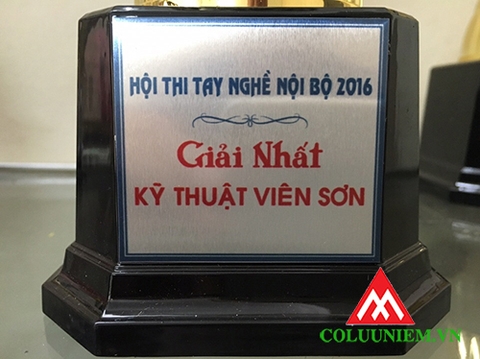 HỘI THI TAY NGHỀ NỘI BỘ 2016
Giải Nhất
KỸ THUẬT VIÊN SƠN
COLUUNIEM.VN